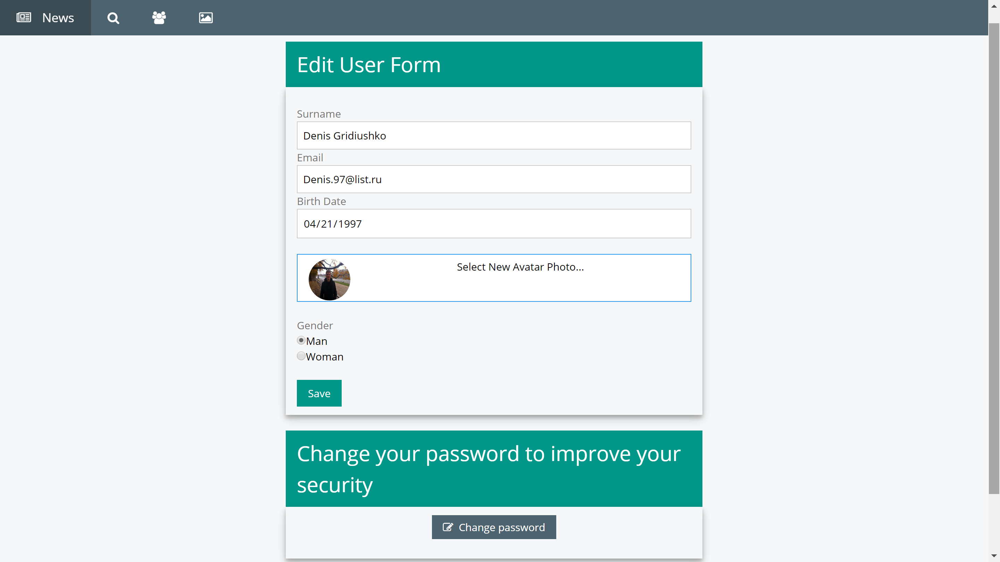 News
Edit User Form
Surname
Denis Gridiushko
Email
Denis.97@list.ru
Birth Date
04/21/1997
Select New Avatar Photo...
Gender
Man
Woman
Save
Change your password to improve your
security
Change password